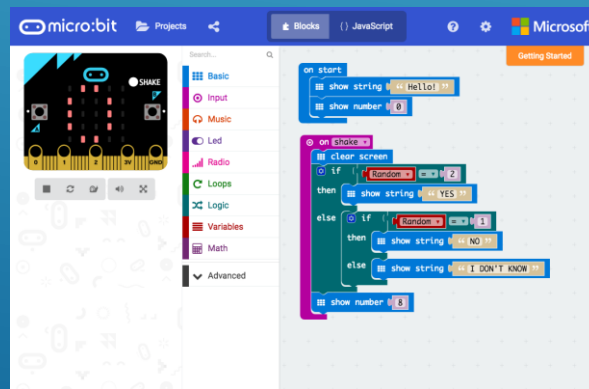 micro:bit Projects Blocks {} JavaScript Microsoft
Getting Started
SHAKE
0 1 2 3V GND
Search...
Basic
Input
Music
Led
Radio
Loops
Logic
Variables
Math
Advanced
on start
show string " Hello! "
show number 0
on shake
clear screen
if Random = 2
then show string " YES "
else if Random = 1
then show string " NO "
else show string " I DON'T KNOW "
show number 8